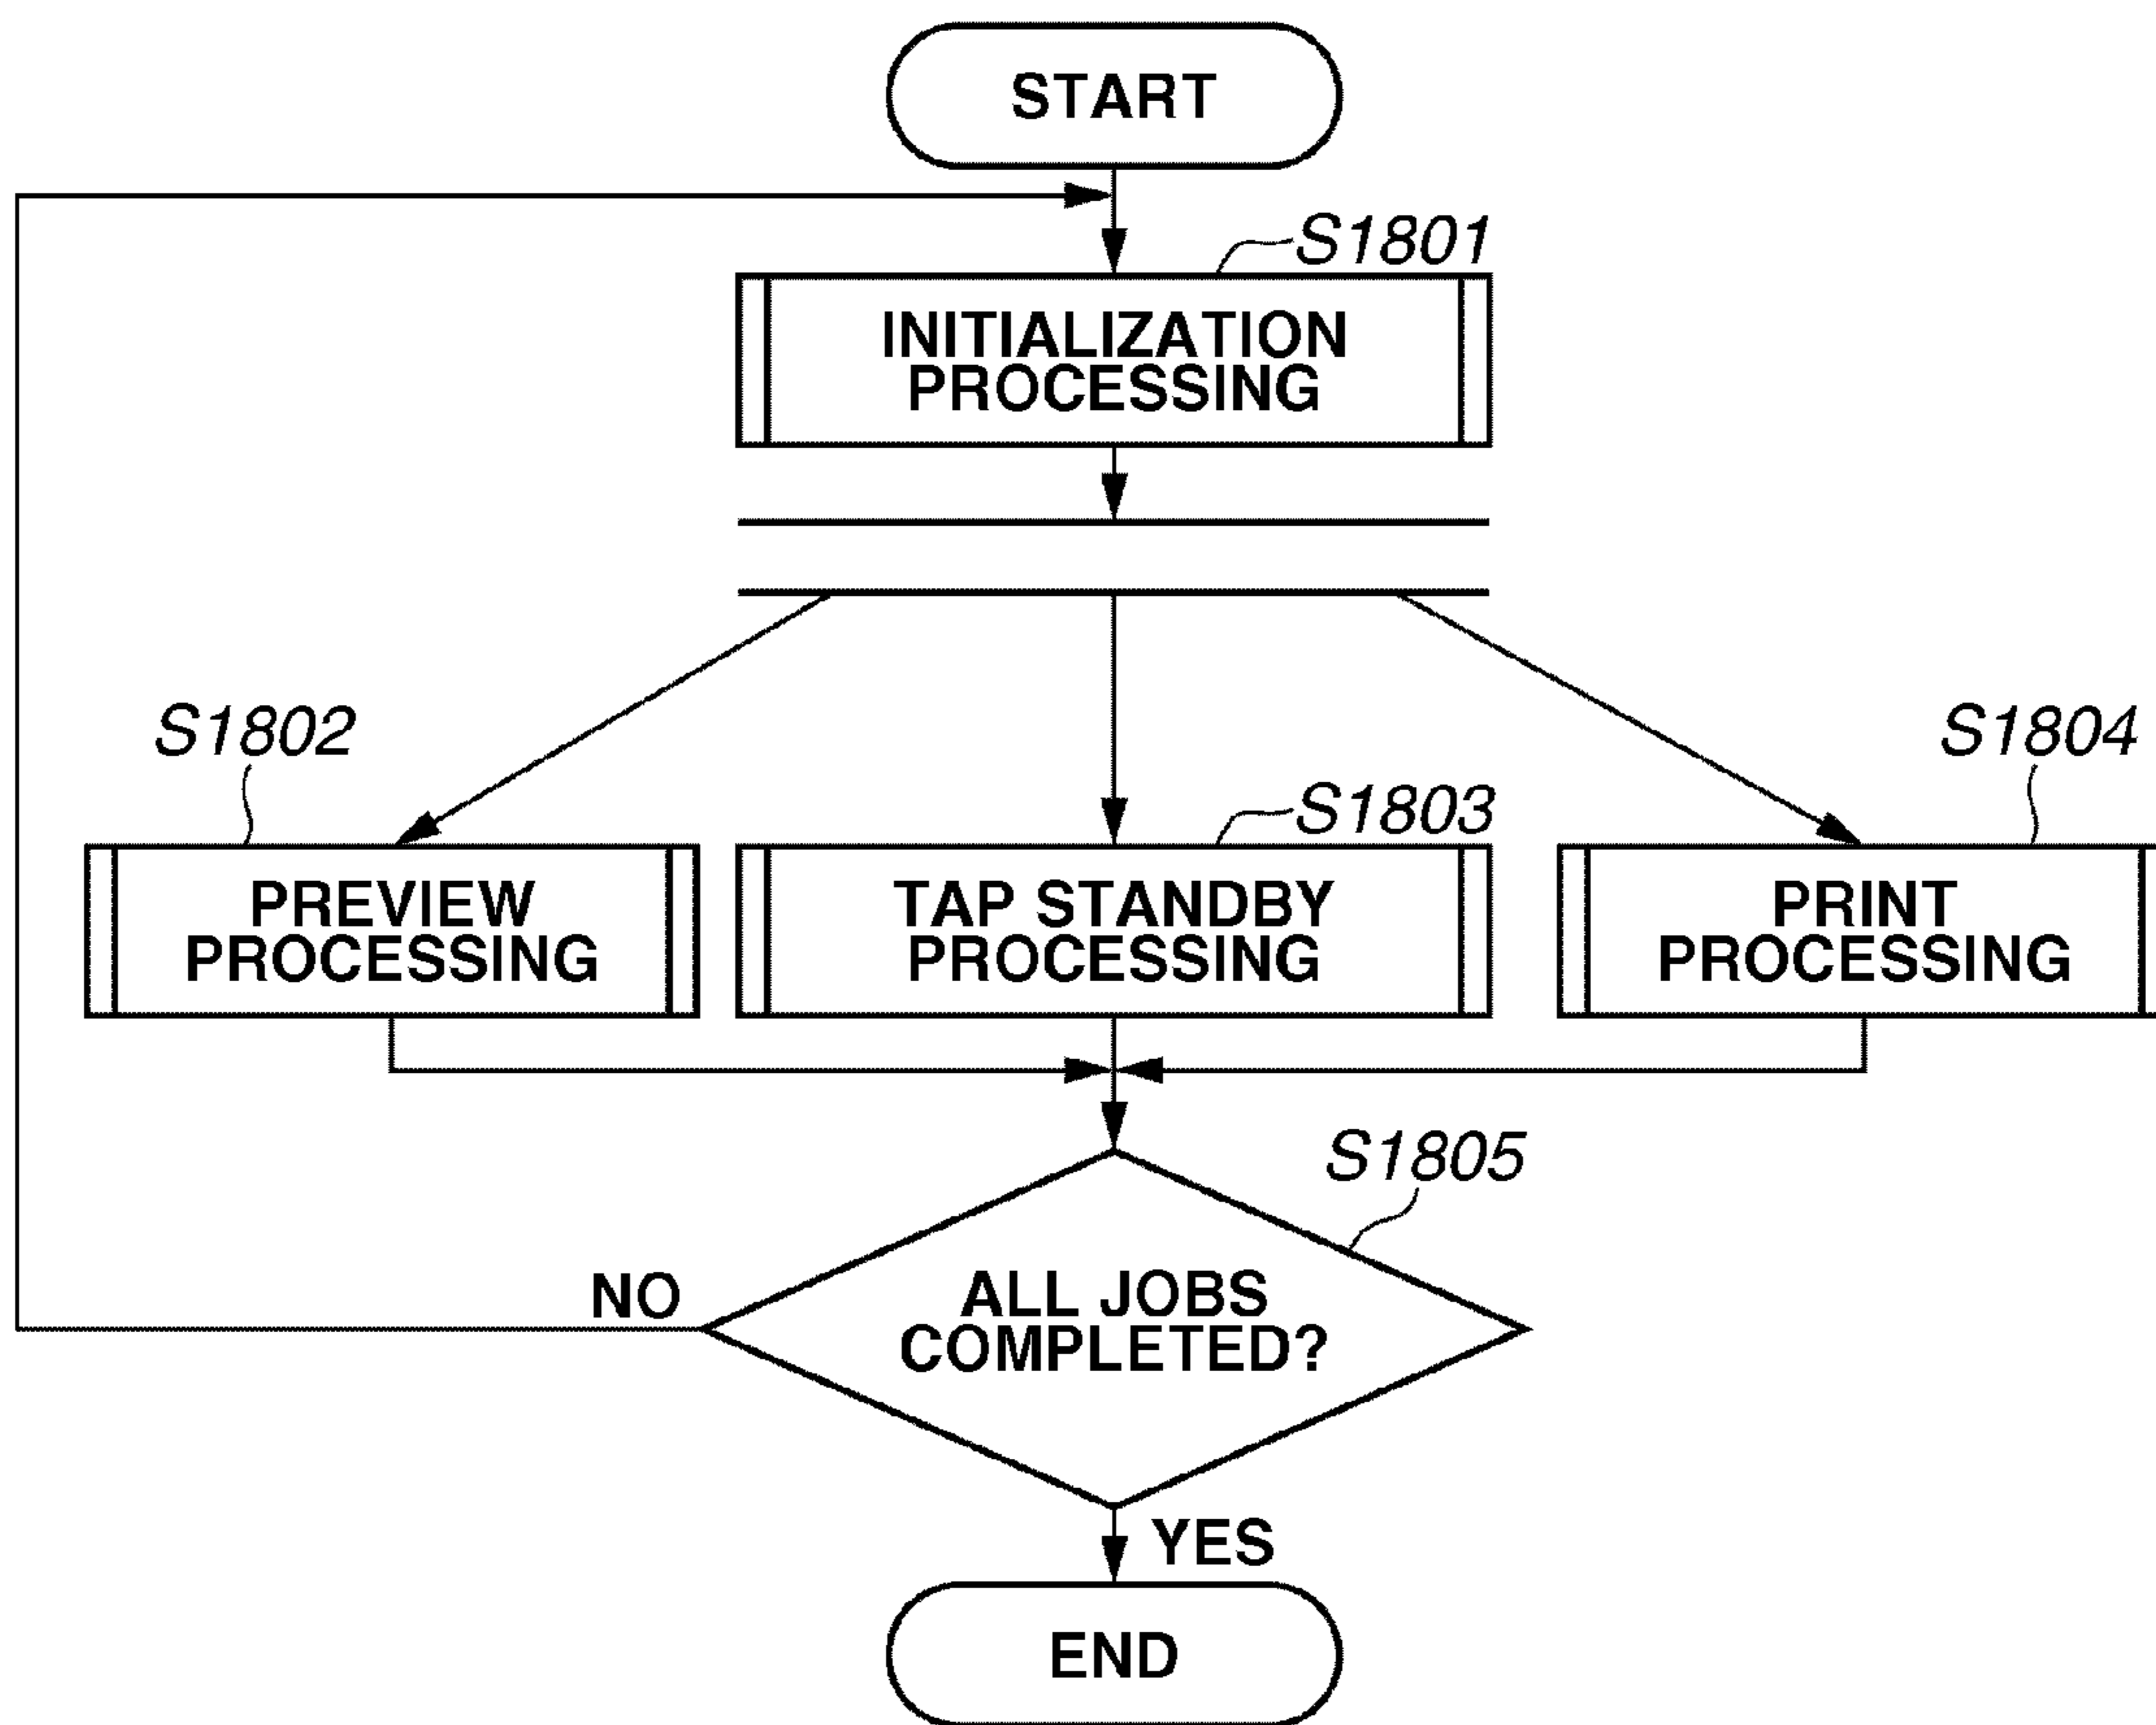 START
S1801
INITIALIZATION
PROCESSING
S1802
S1804
S1803
PREVIEW
PROCESSING
TAP STANDBY
PROCESSING
PRINT
PROCESSING
S1805
NO
ALL JOBS
COMPLETED?
YES
END